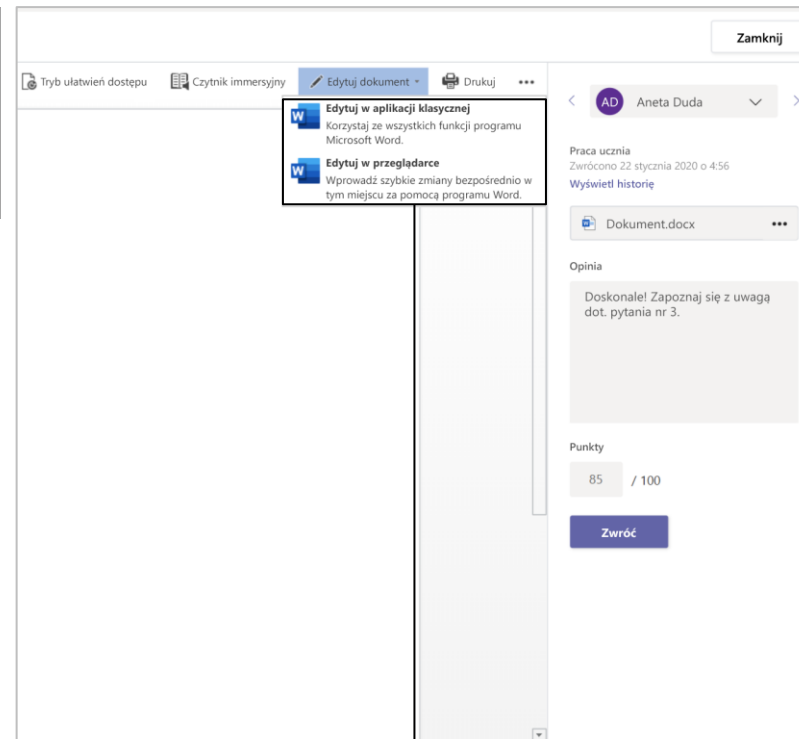 Zamknij
Tryb ułatwień dostępu
Czytnik immersyjny
Edytuj dokument
Drukuj
Edytuj w aplikacji klasycznej
Korzystaj ze wszystkich funkcji programu
Microsoft Word.
Edytuj w przeglądarce
Wprowadź szybkie zmiany bezpośrednio w
tym miejscu za pomocą programu Word.
AD
Aneta Duda
Praca ucznia
Zwrócono 22 stycznia 2020 o 4:56
Wyświetl historię
Dokument.docx
Opinia
Doskonale! Zapoznaj się z uwagą
dot. pytania nr 3.
Punkty
85 / 100
Zwróć